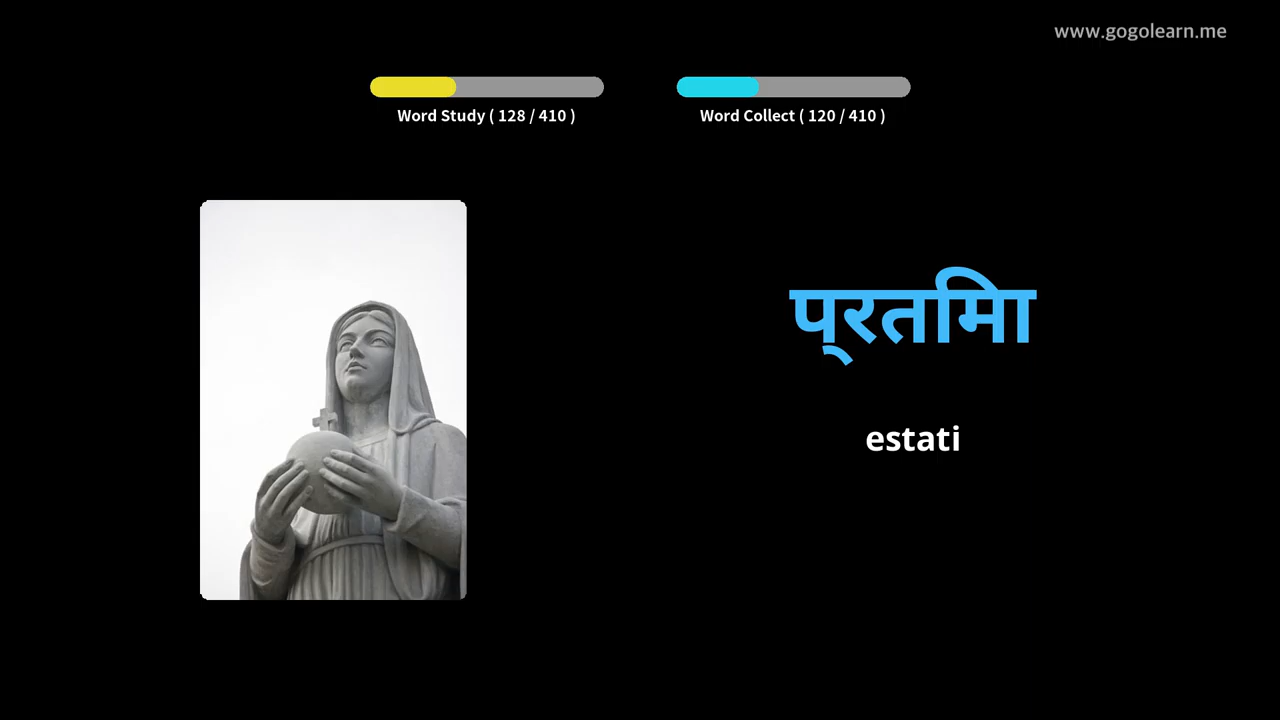 www.gogolearn.me
Word Study ( 128 / 410 )
Word Collect ( 120 / 410 )
प्रतिमा
estati